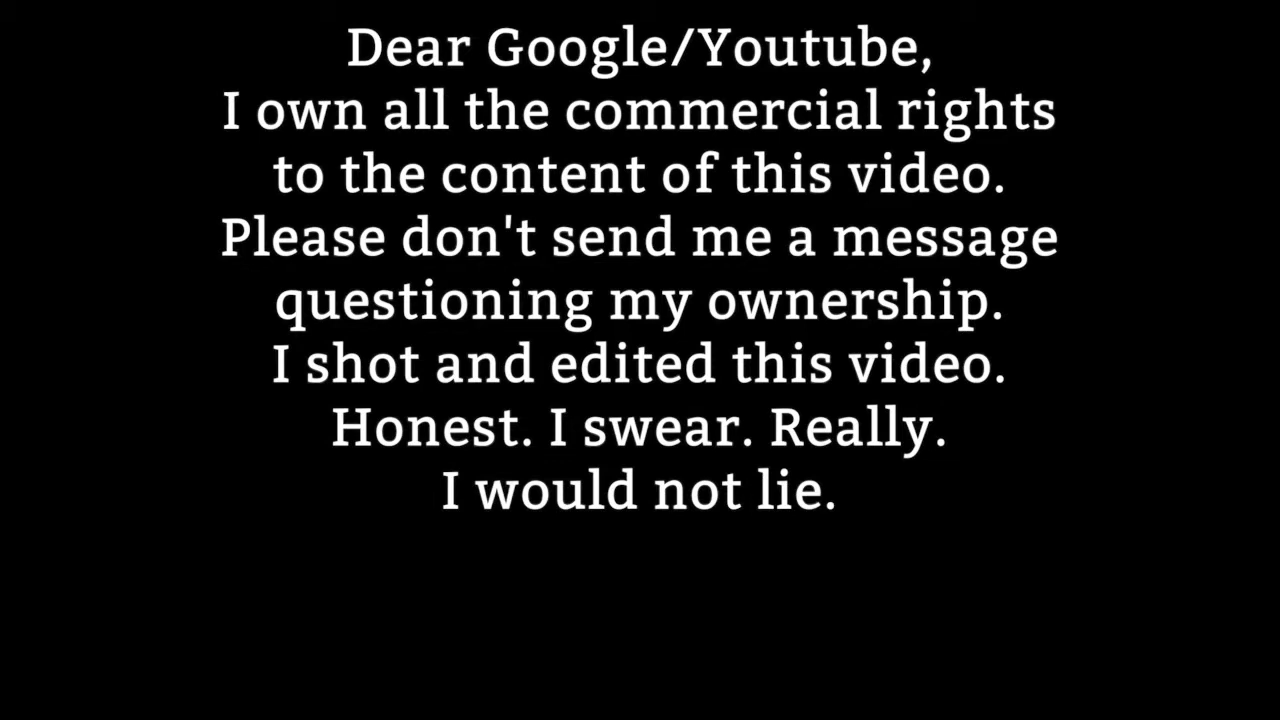 Dear Google/Youtube,
I own all the commercial rights
to the content of this video.
Please don't send me a message
questioning my ownership.
I shot and edited this video.
Honest. I swear. Really.
I would not lie.